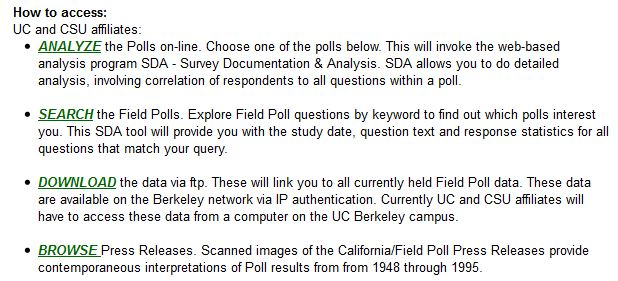 How to access:
UC and CSU affiliates:
• ANALYZE the Polls on-line. Choose one of the polls below. This will invoke the web-based
analysis program SDA - Survey Documentation & Analysis. SDA allows you to do detailed
analysis, involving correlation of respondents to all questions within a poll.
• SEARCH the Field Polls. Explore Field Poll questions by keyword to find out which polls interest
you. This SDA tool will provide you with the study date, question text and response statistics for all
questions that match your query.
• DOWNLOAD the data via ftp. These will link you to all currently held Field Poll data. These data
are available on the Berkeley network via IP authentication. Currently UC and CSU affiliates will
have to access these data from a computer on the UC Berkeley campus.
• BROWSE Press Releases. Scanned images of the California/Field Poll Press Releases provide
contemporaneous interpretations of Poll results from from 1948 through 1995.